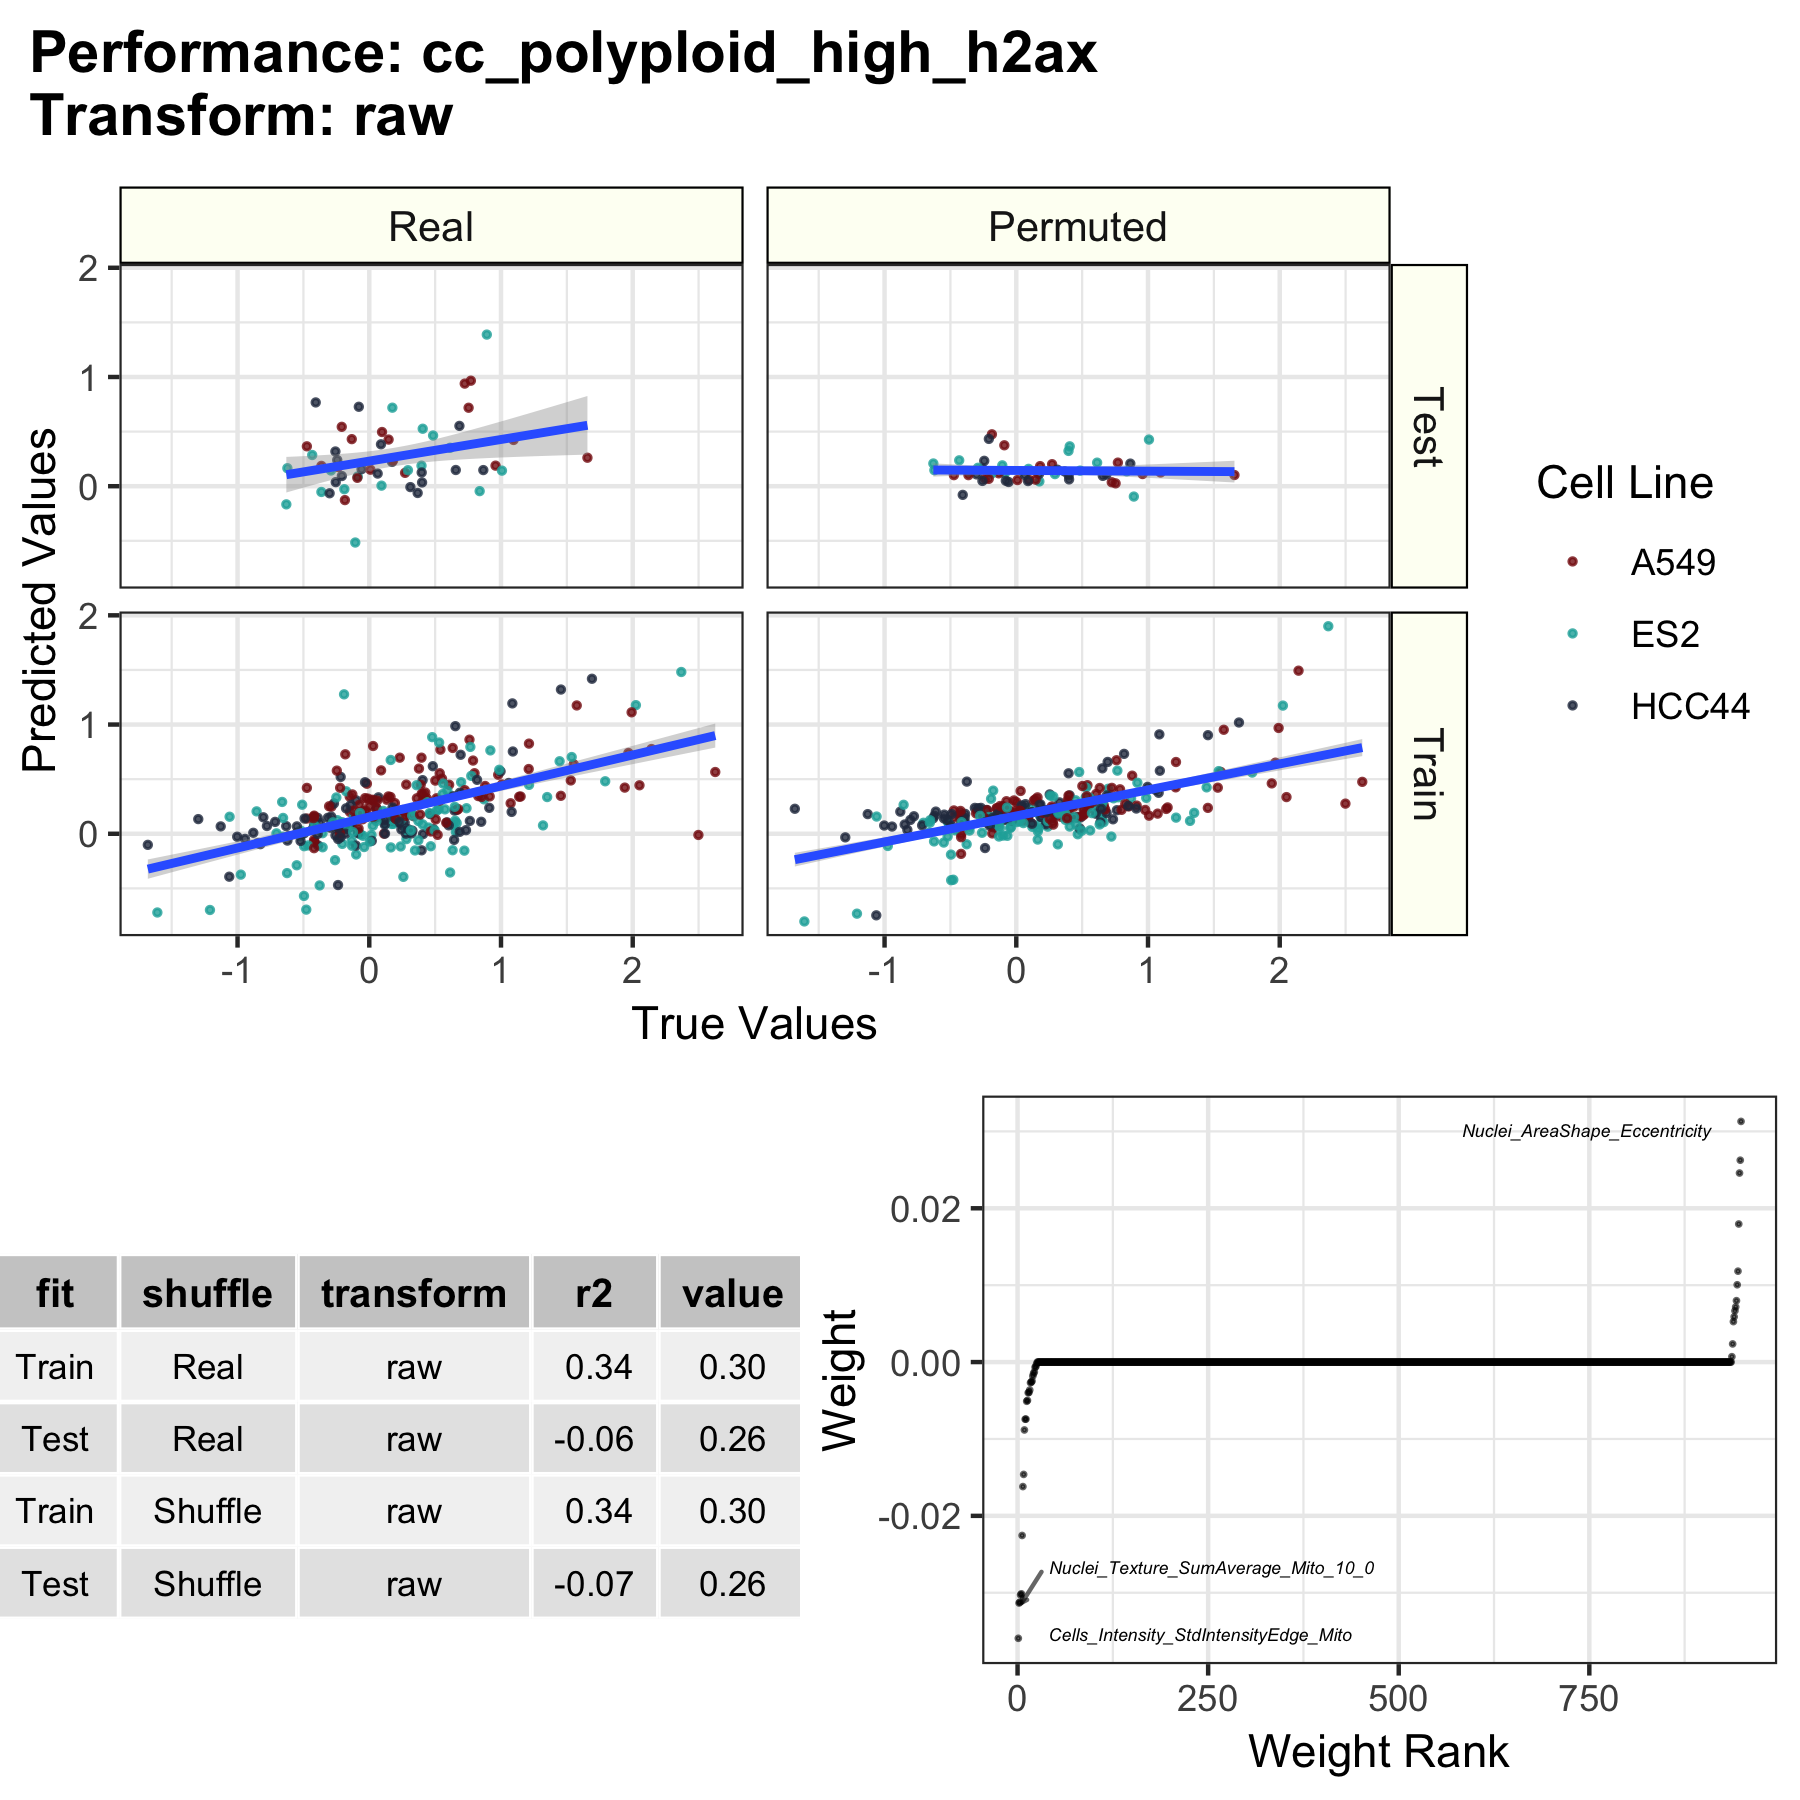 Performance: cc_polyploid_high_h2ax
Transform: raw
Real
Permuted
2
1
0
Test
2
1
0
Train
Predicted Values
-1 0 1 2
-1 0 1 2
True Values
Cell Line
A549
ES2
HCC44
fit shuffle transform r2 value
Train Real raw 0.34 0.30
Test Real raw -0.06 0.26
Train Shuffle raw 0.34 0.30
Test Shuffle raw -0.07 0.26
Weight
0.02
0.00
-0.02
Nuclei_AreaShape_Eccentricity
Nuclei_Texture_SumAverage_Mito_10_0
Cells_Intensity_StdIntensityEdge_Mito
0 250 500 750
Weight Rank